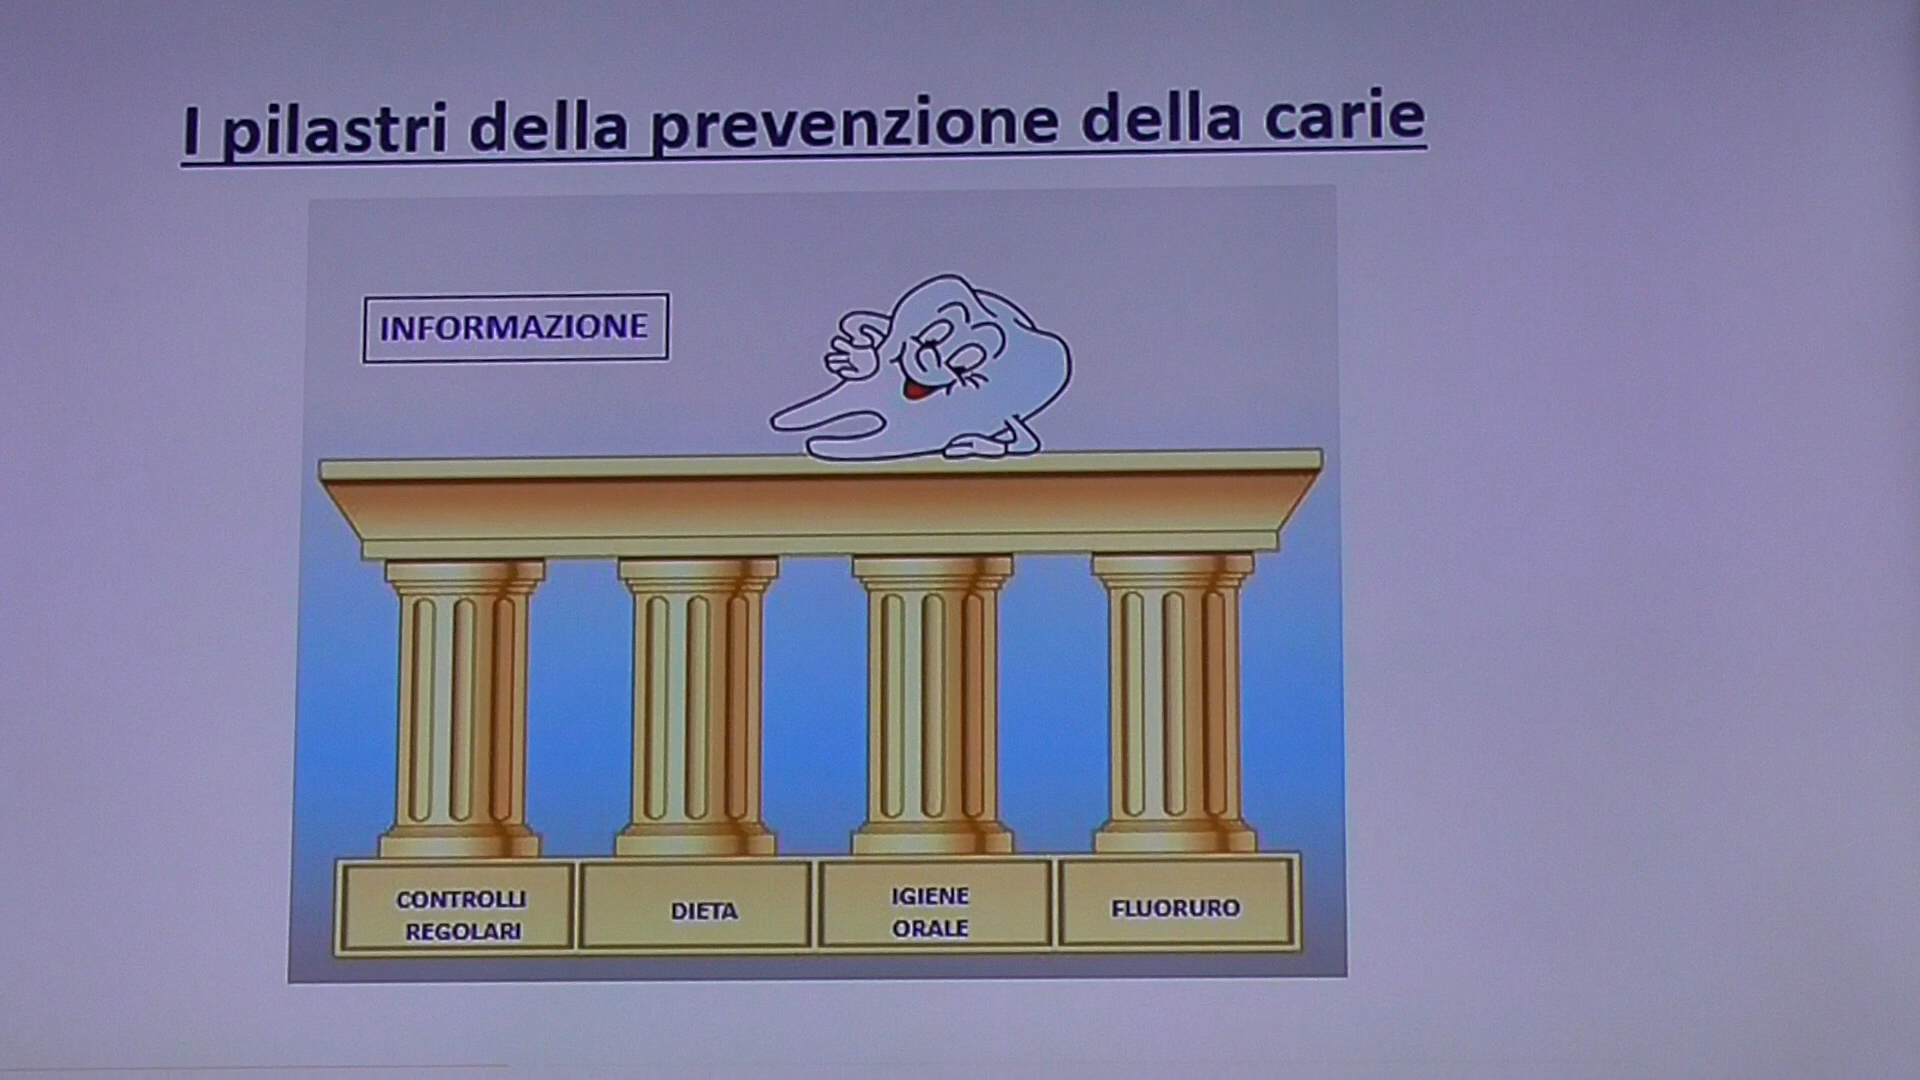 I pilastri della prevenzione della carie
INFORMAZIONE
CONTROLLI
REGOLARI
DIETA
IGIENE
ORALE
FLUORURO